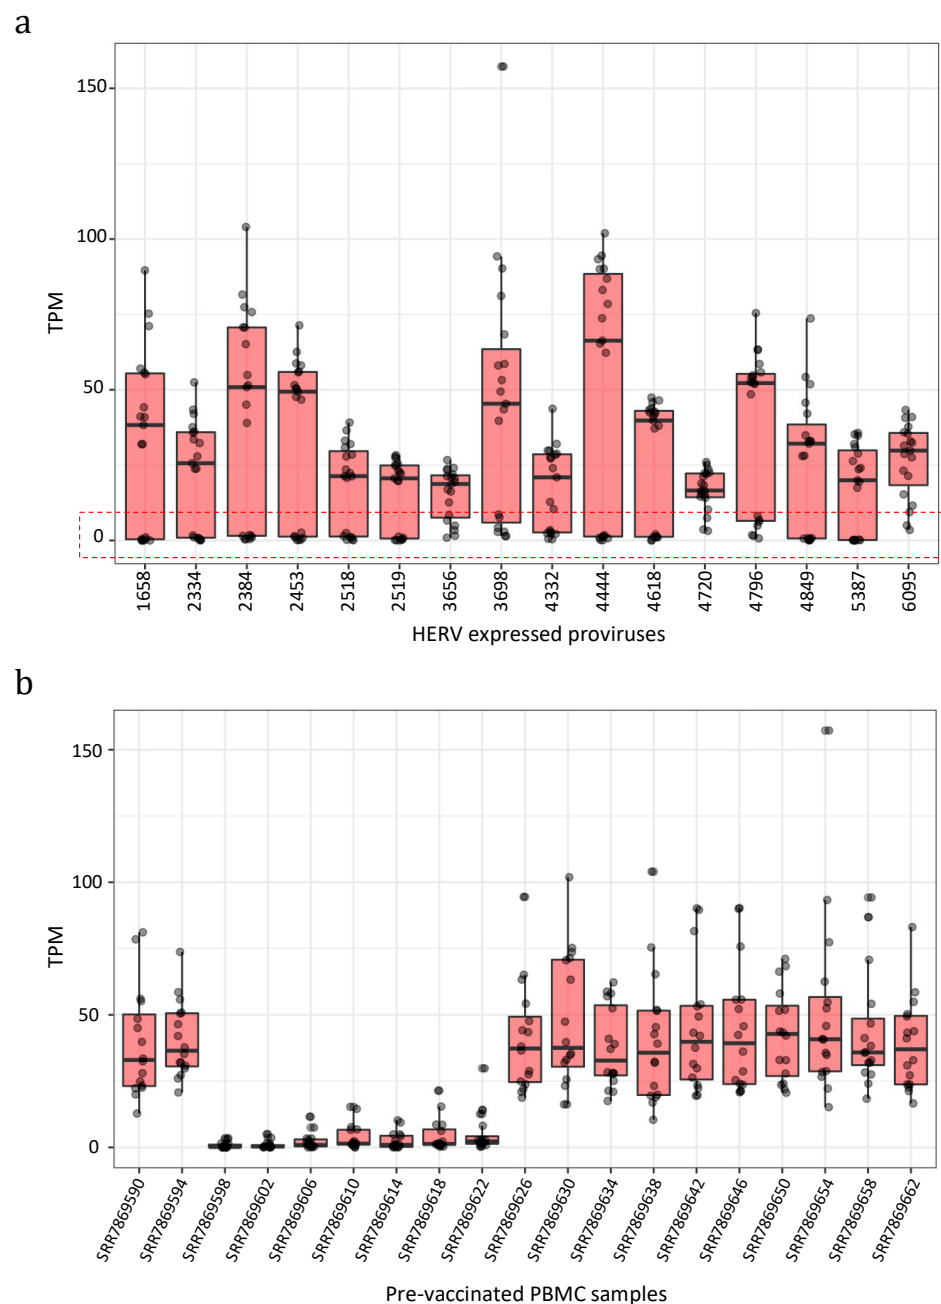 a
150
100
50
0
TPM
1658 2334 2384 2453 2518 2519 3656 3698 4332 4444 4618 4720 4796 4849 5387 6095
HERV expressed proviruses
b
150
100
50
0
TPM
SRR7869590 SRR7869594 SRR7869598 SRR7869602 SRR7869606 SRR7869610 SRR7869614 SRR7869618 SRR7869622 SRR7869626 SRR7869630 SRR7869634 SRR7869638 SRR7869642 SRR7869646 SRR7869650 SRR7869654 SRR7869658 SRR7869662
Pre-vaccinated PBMC samples